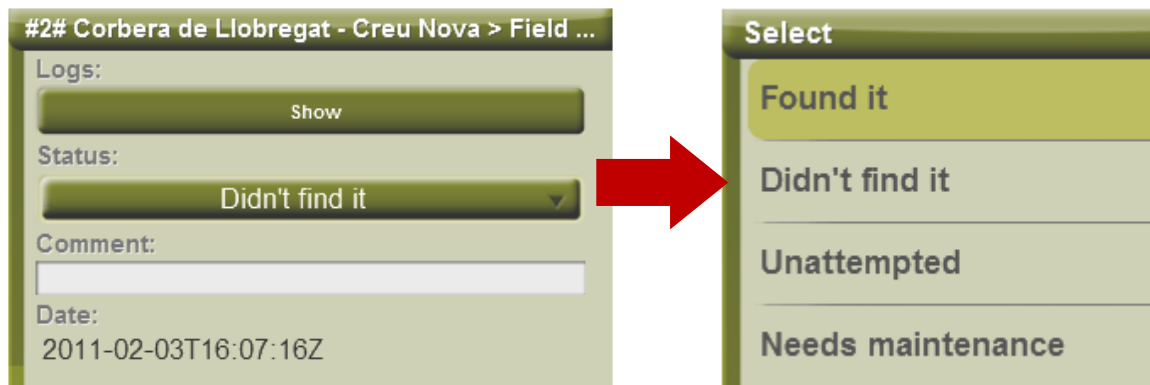 #2# Corbera de Llobregat - Creu Nova > Field ...
Logs:
Show
Status:
Didn't find it
Comment:
Date:
2011-02-03T16:07:16Z
Select
Found it
Didn't find it
Unattempted
Needs maintenance